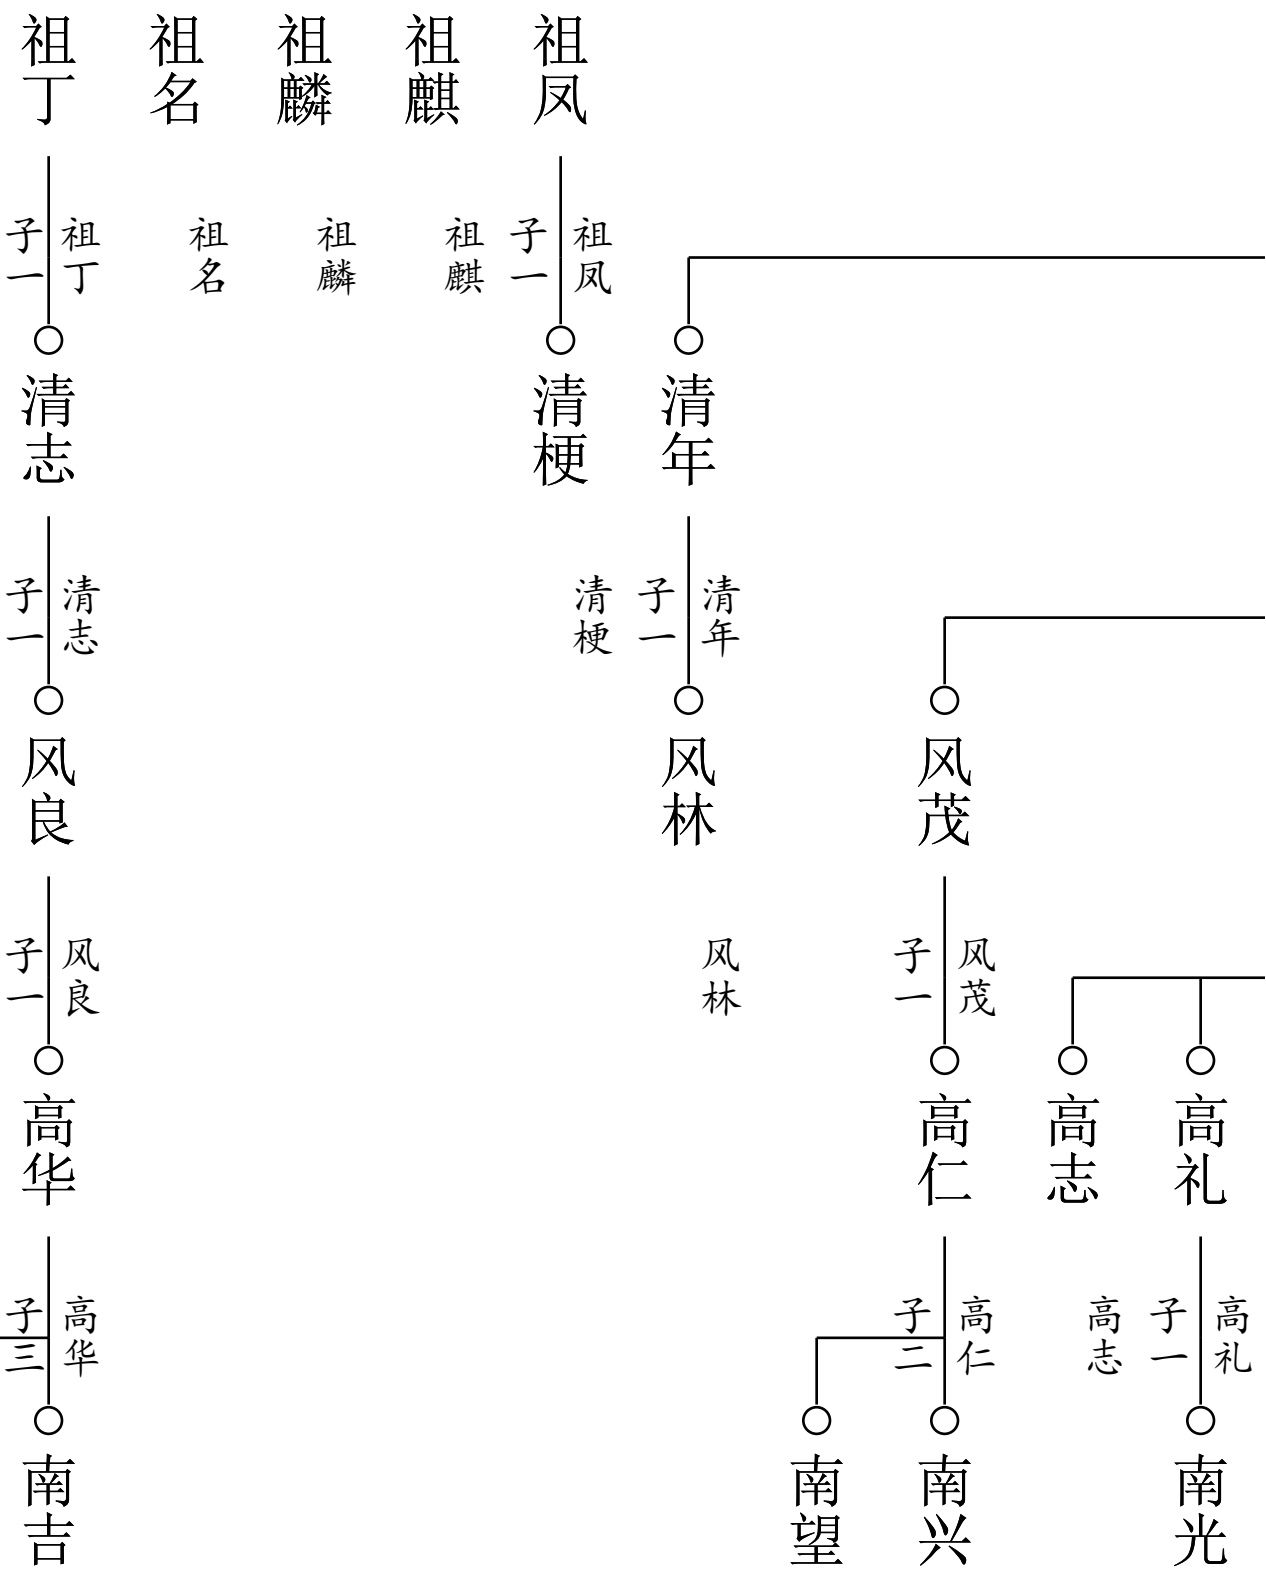 祖凤
祖麒
祖麟
祖名
祖丁
祖凤
子一
祖麒
祖麟
祖名
祖丁
子一
清年
清梗
清志
清年
子一
清梗
清志
子一
风茂
风林
风良
风茂
子一
风林
风良
子一
高礼
高志
高仁
高华
高礼
子一
高志
高仁
子二
高华
子三
南光
南兴
南望
南吉